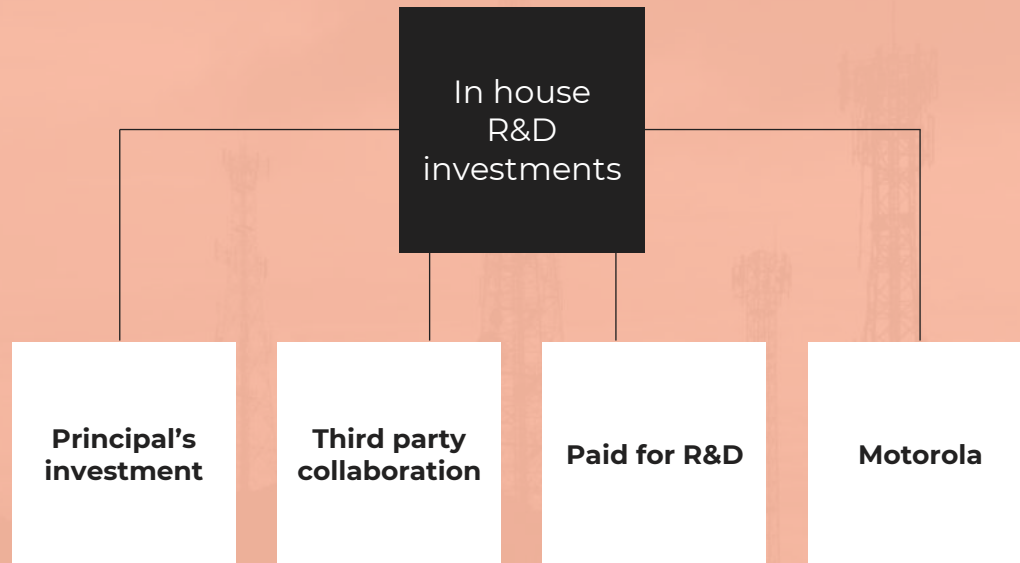 In house
R&D
investments
Principal’s
investment
Third party
collaboration
Paid for R&D
Motorola